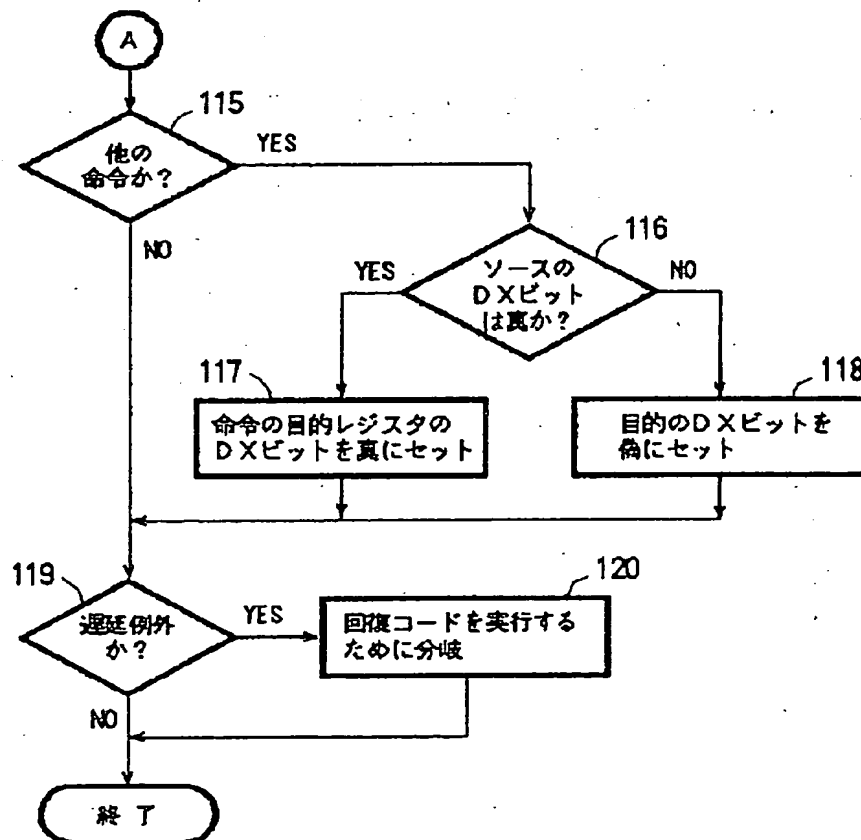 A
115
他の
命令か?
YES
NO
116
ソースの
DXビット
は真か?
YES
NO
117
命令の目的レジスタの
DXビットを真にセット
118
目的のDXビットを
偽にセット
119
遅延例外
か?
YES
NO
120
回復コードを実行する
ために分岐
終了